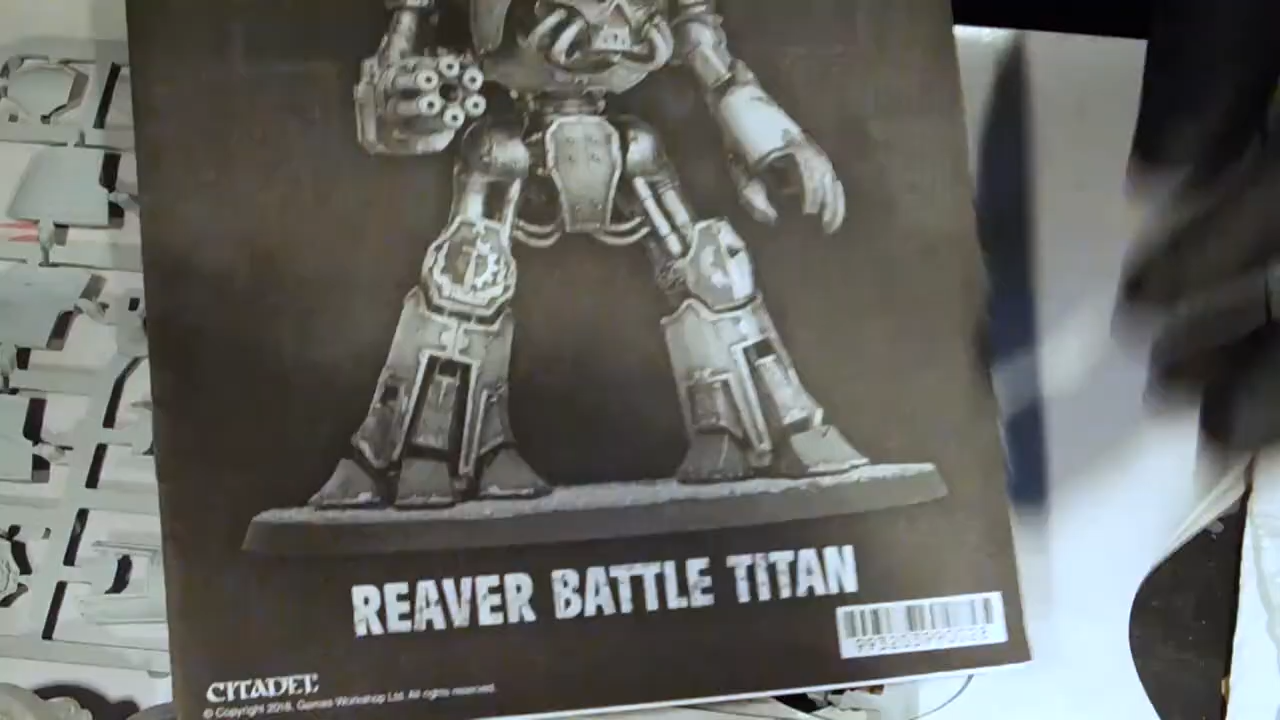 REAVER BATTLE TITAN
CITADEL
© Copyright 2018. Games Workshop Ltd. All rights reserved.